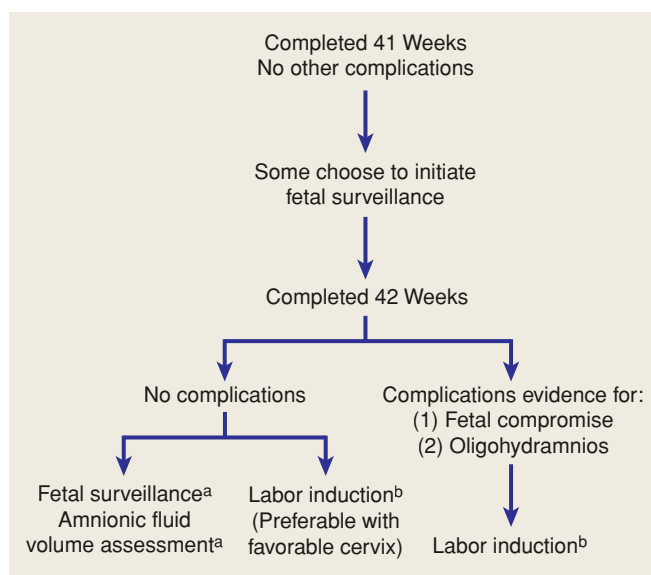 Completed 41 Weeks
No other complications
Some choose to initiate
fetal surveillance
Completed 42 Weeks
No complications
Complications evidence for:
(1) Fetal compromise
(2) Oligohydramnios
Fetal surveillanceᵃ
Amnionic fluid
volume assessmentᵃ
Labor inductionᵇ
(Preferable with
favorable cervix)
Labor inductionᵇ